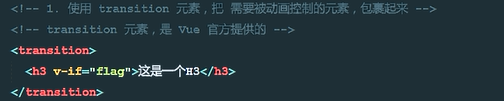 <!-- 1. 使用 transition 元素，把 需要被动画控制的元素，包裹起来 -->
<!-- transition 元素，是 Vue 官方提供的 -->
<transition>
<h3 v-if="flag">这是一个H3</h3>
</transition>